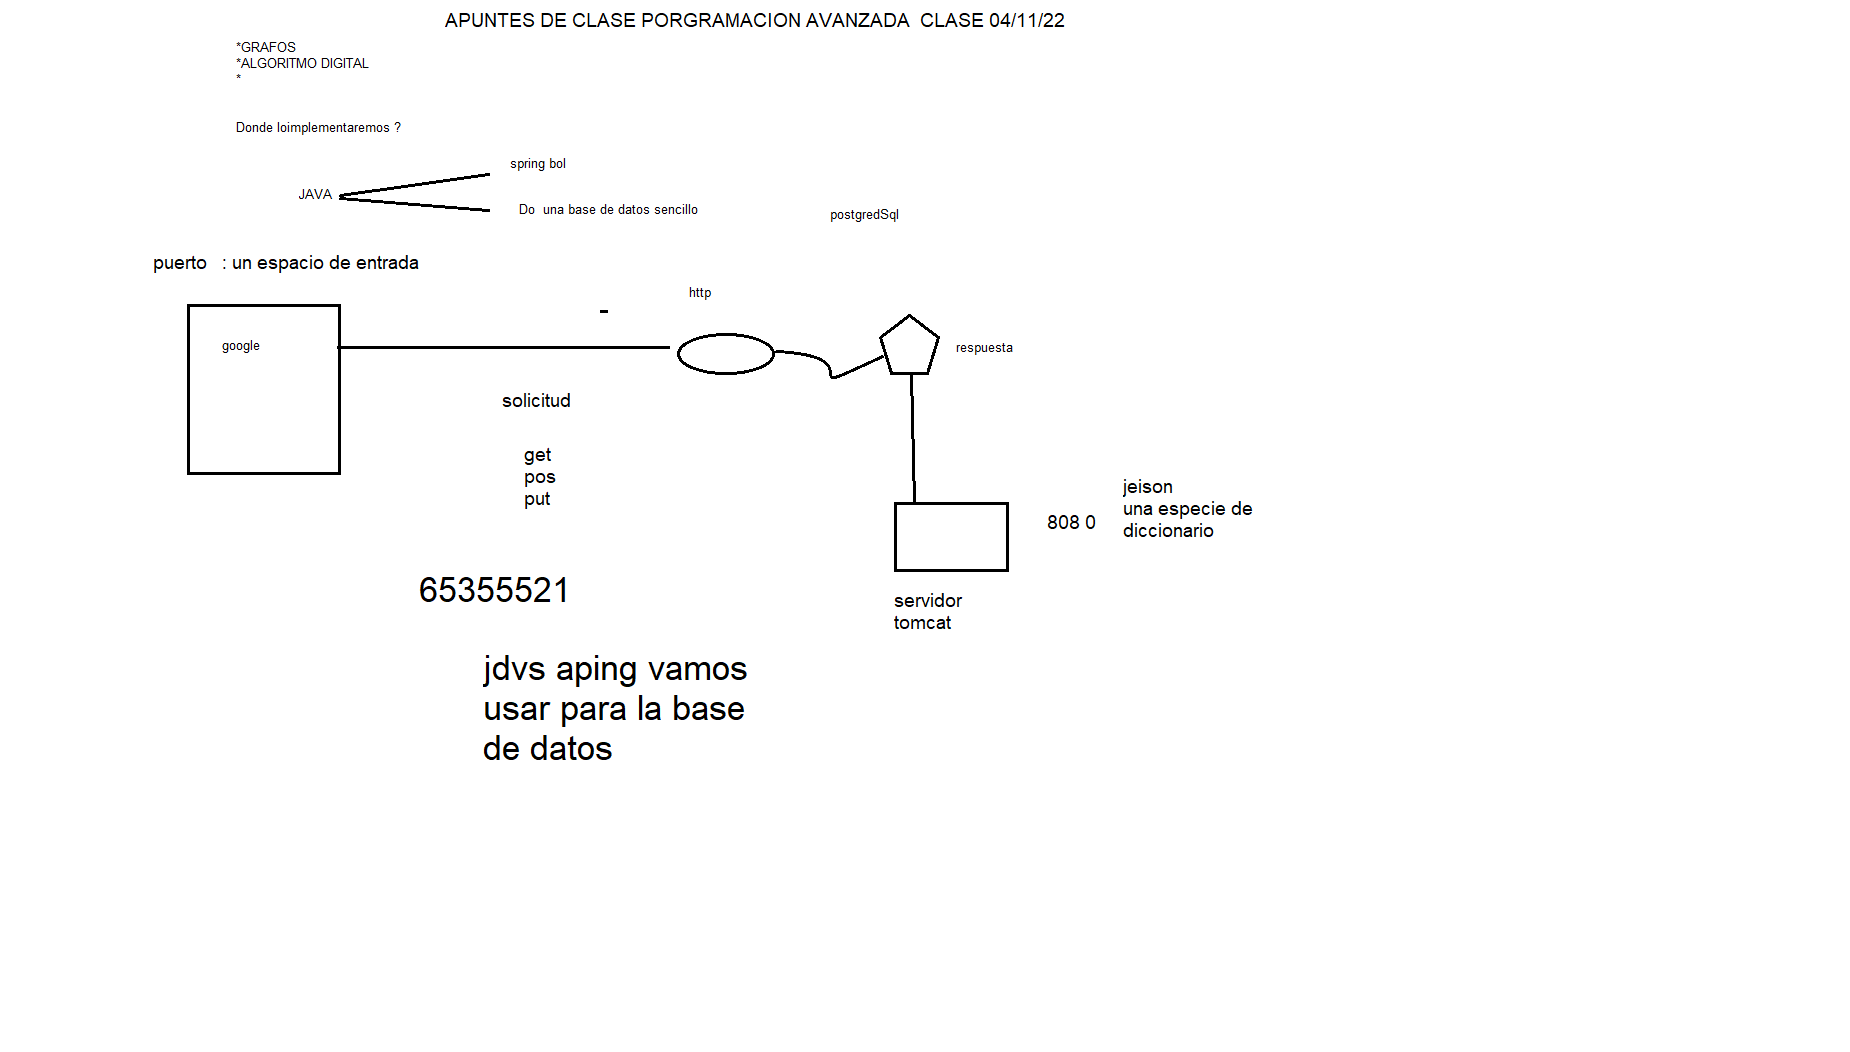 APUNTES DE CLASE PORGRAMACION AVANZADA  CLASE 04/11/22
*GRAFOS
*ALGORITMO DIGITAL
*
Donde loimplementaremos ?
spring bol
JAVA
Do  una base de datos sencillo
postgredSql
puerto   : un espacio de entrada
http
google
respuesta
solicitud
get
pos
put
jeison
una especie de
diccionario
808 0
65355521
servidor
tomcat
jdvs aping vamos
usar para la base
de datos